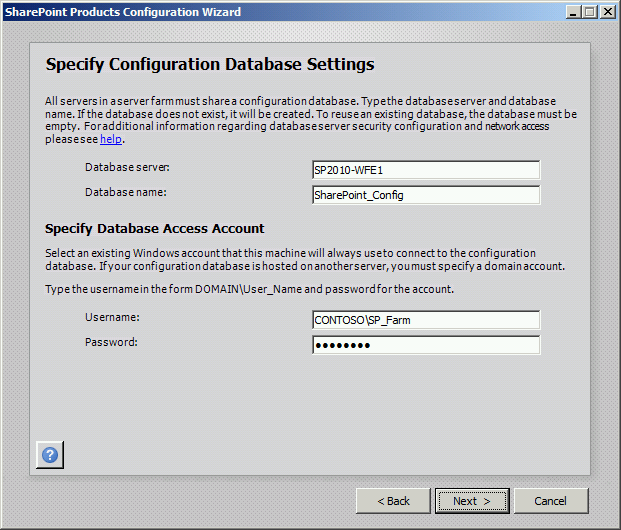 SharePoint Products Configuration Wizard
Specify Configuration Database Settings
All servers in a server farm must share a configuration database. Type the database server and database
name. If the database does not exist, it will be created. To reuse an existing database, the database must be
empty. For additional information regarding database server security configuration and network access
please see help.
Database server:
SP2010-WFE1
Database name:
SharePoint_Config
Specify Database Access Account
Select an existing Windows account that this machine will always use to connect to the configuration
database. If your configuration database is hosted on another server, you must specify a domain account.
Type the username in the form DOMAIN\User_Name and password for the account.
Username:
CONTOSO\SP_Farm
Password:
••••••••
?
< Back
Next >
Cancel